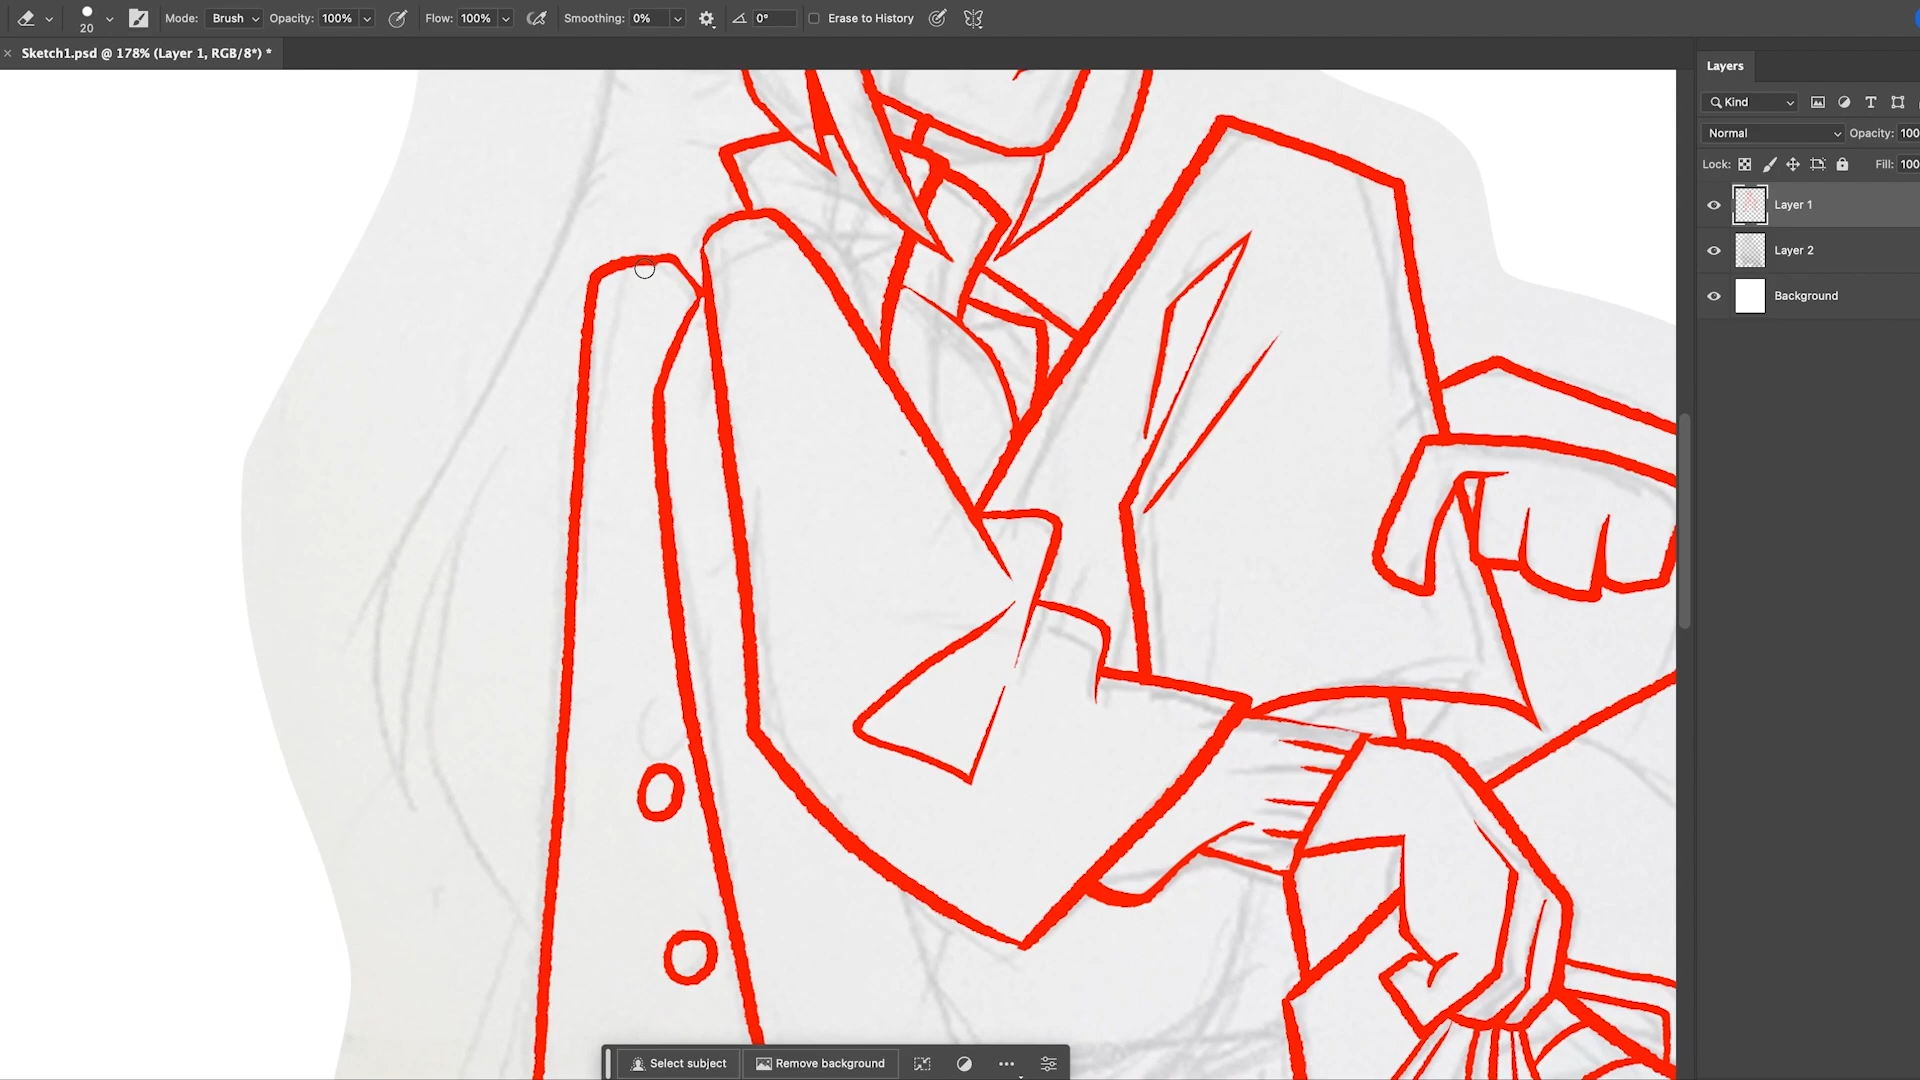 20 Mode: Brush Opacity: 100% Flow: 100% Smoothing: 0% 0° Erase to History
× Sketch1.psd @ 178% (Layer 1, RGB/8*) *
Layers
Kind
Normal Opacity: 100
Lock: Fill: 100
Layer 1
Layer 2
Background
Select subject Remove background